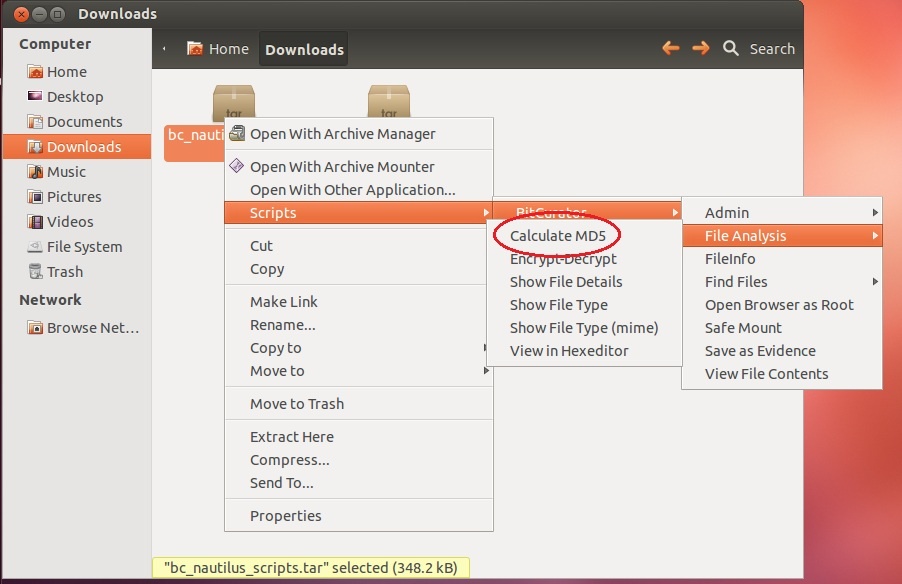 Downloads
Computer
Home
Desktop
Documents
Downloads
Music
Pictures
Videos
File System
Trash
Network
Browse Net...
Home
Downloads
Search
tar
tar
bc_nauti
Open With Archive Manager
Open With Archive Mounter
Open With Other Application...
Scripts
Cut
Copy
Make Link
Rename...
Copy to
Move to
Move to Trash
Extract Here
Compress...
Send To...
Properties
BitCurator
Calculate MD5
Encrypt-Decrypt
Show File Details
Show File Type
Show File Type (mime)
View in Hexeditor
Admin
File Analysis
FileInfo
Find Files
Open Browser as Root
Safe Mount
Save as Evidence
View File Contents
"bc_nautilus_scripts.tar" selected (348.2 kB)